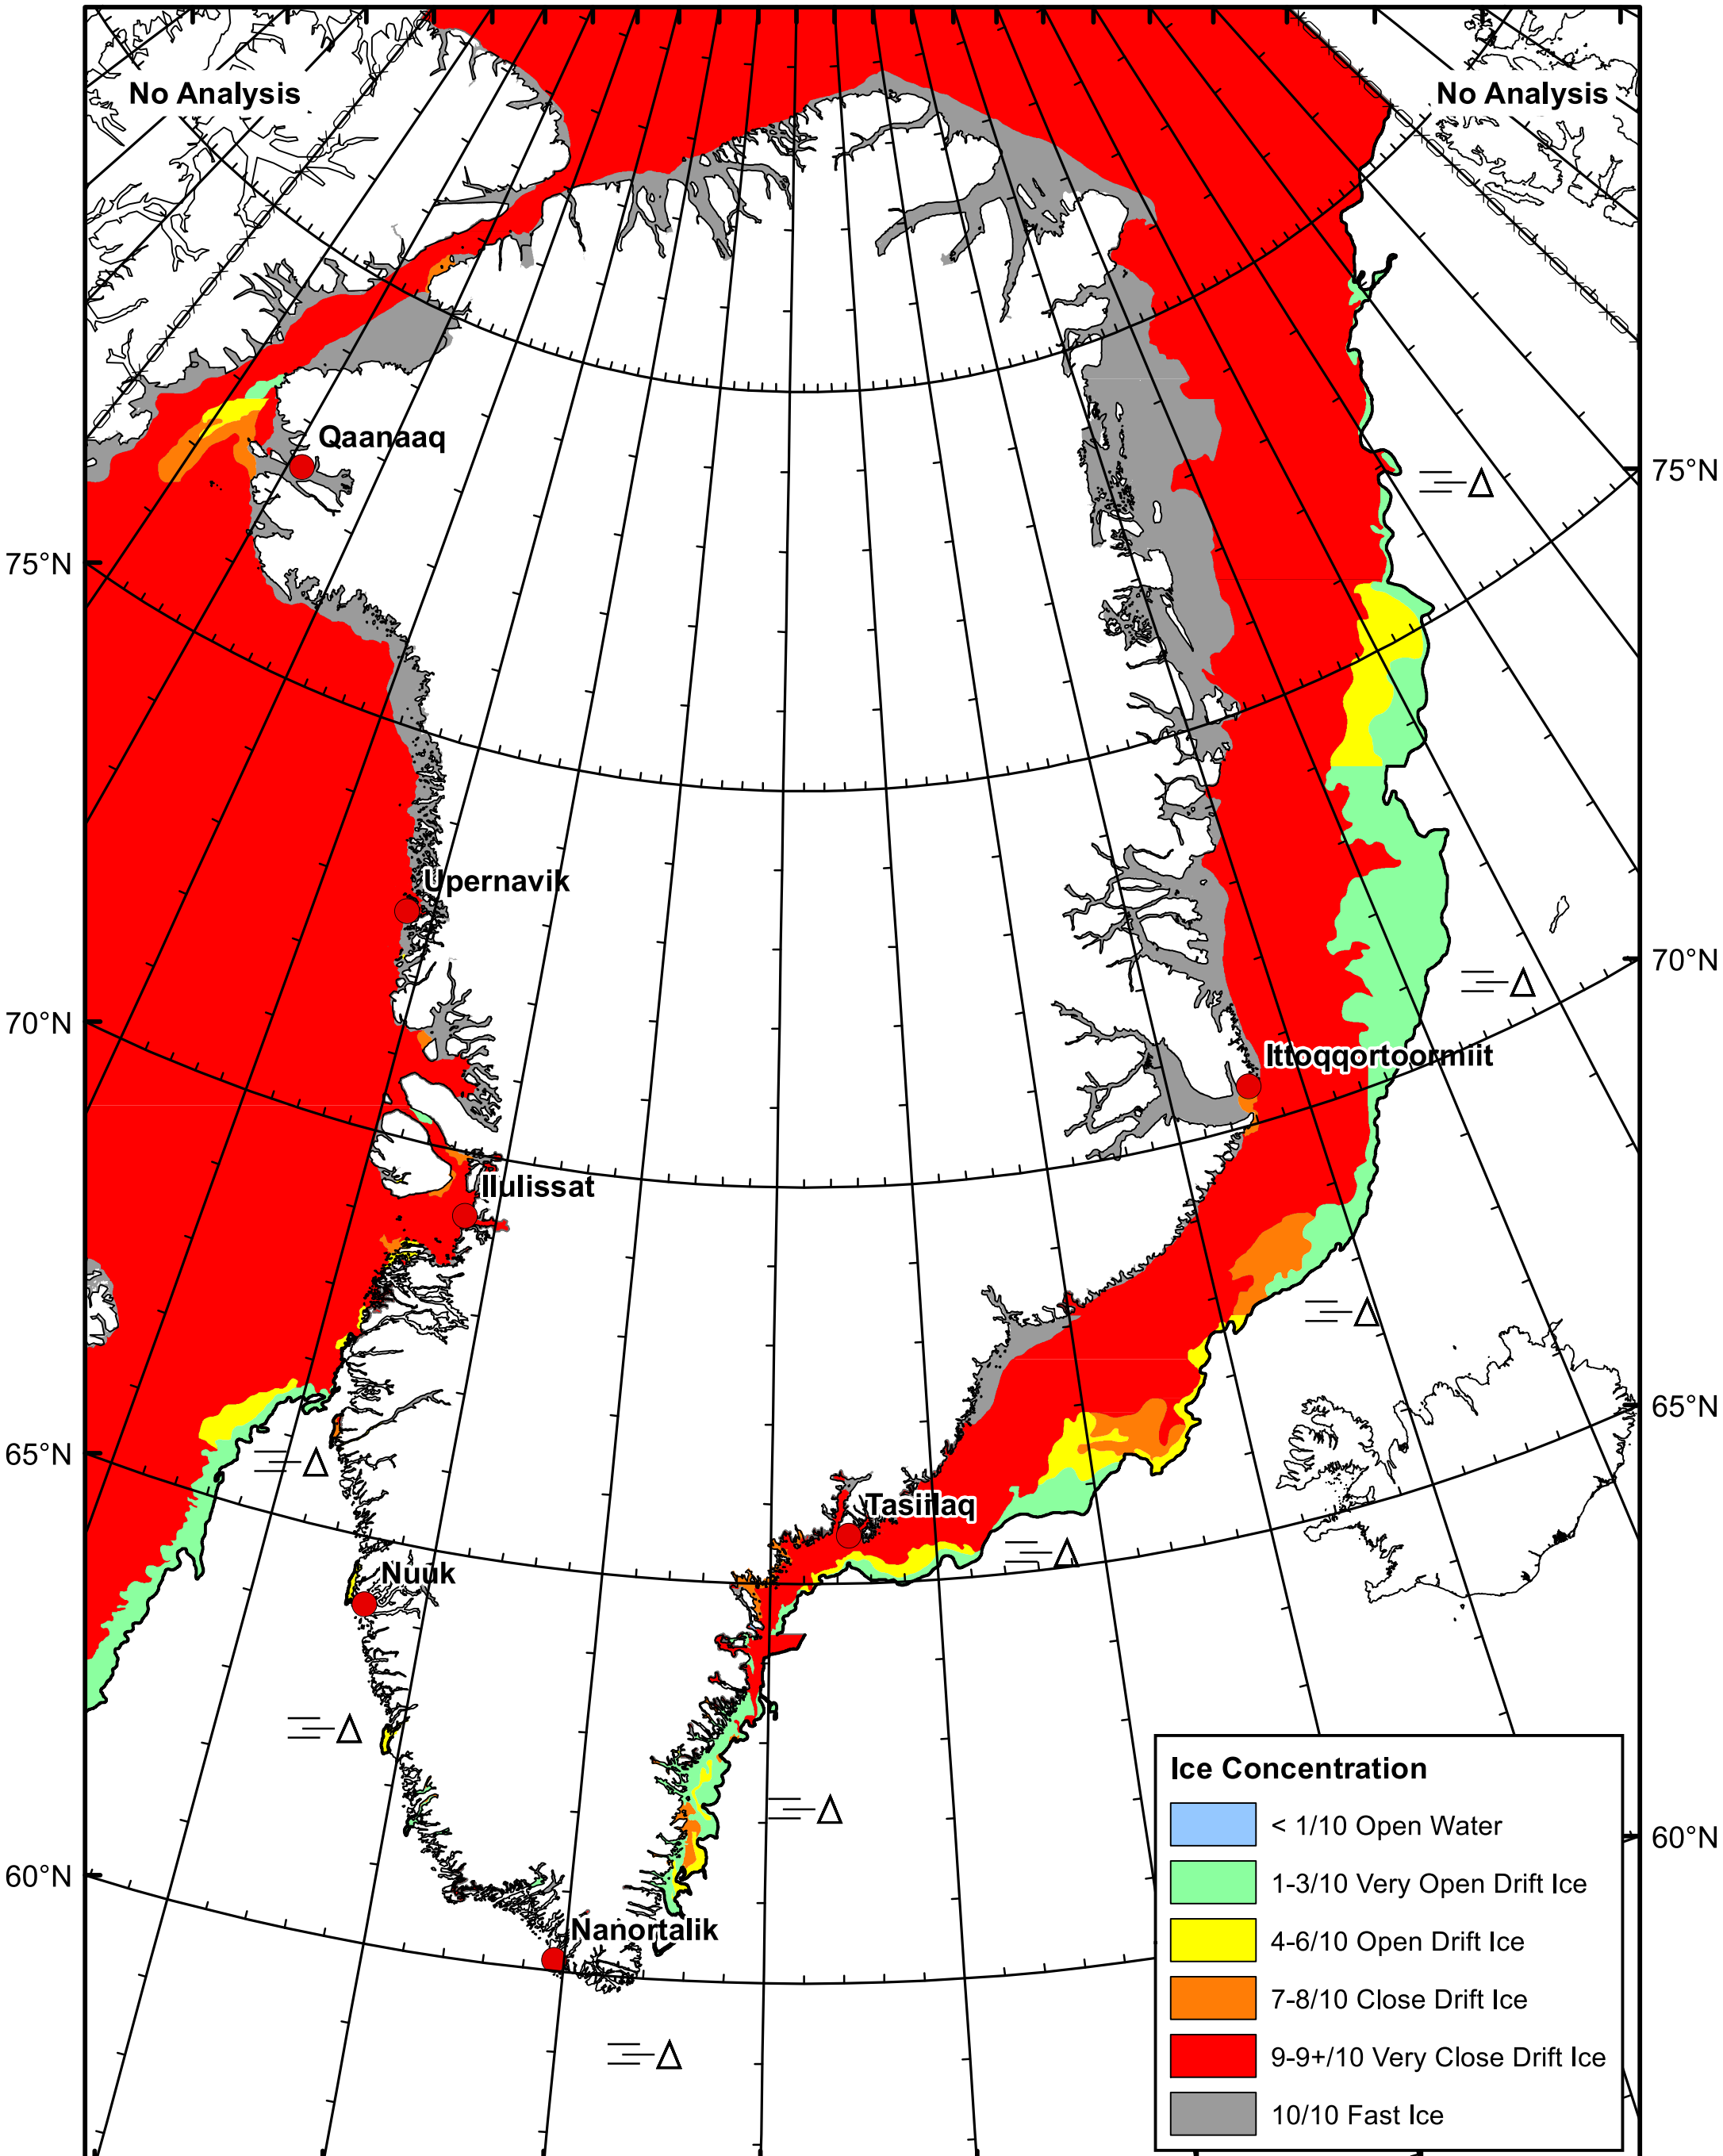 No Analysis
No Analysis
Qaanaaq
75°N
75°N
Upernavik
70°N
70°N
Ittoqqortoormiit
Ilulissat
65°N
65°N
Tasiilaq
Nuuk
60°N
60°N
Nanortalik
Ice Concentration
< 1/10 Open Water
1-3/10 Very Open Drift Ice
4-6/10 Open Drift Ice
7-8/10 Close Drift Ice
9-9+/10 Very Close Drift Ice
10/10 Fast Ice